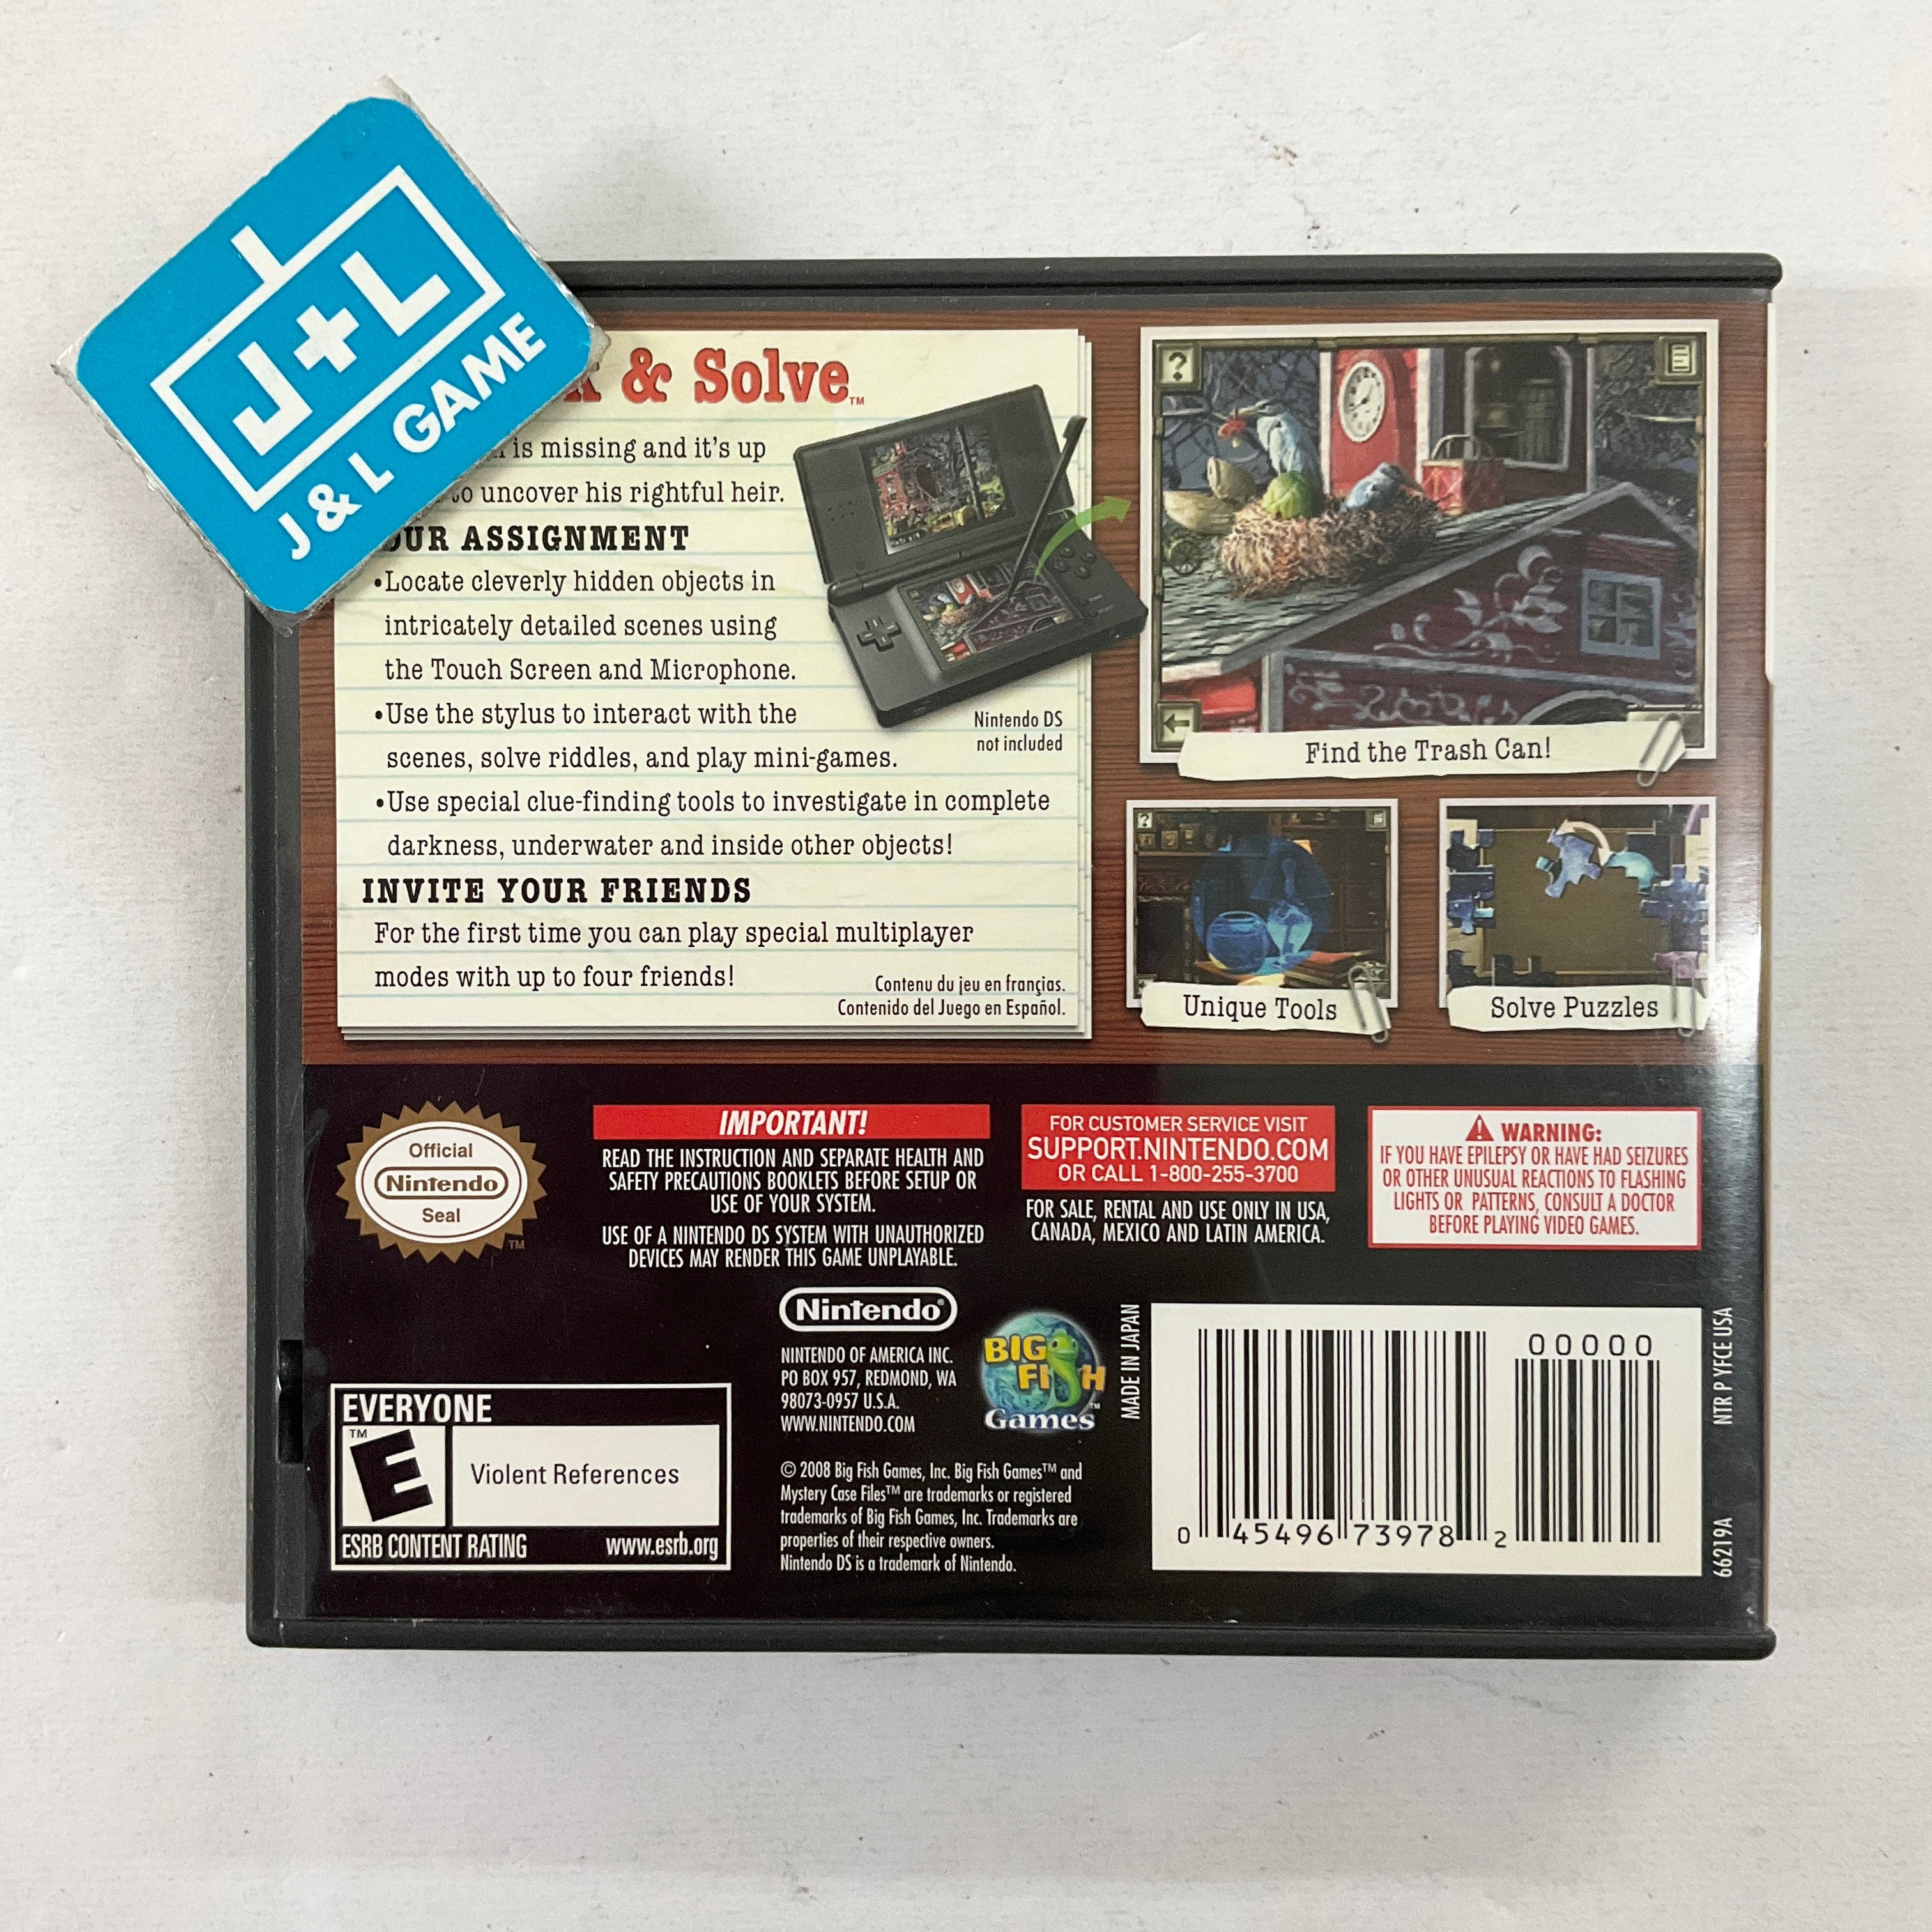 J+L
J & L GAME
& Solve™
is missing and it's up
to uncover his rightful heir.
OUR ASSIGNMENT
•Locate cleverly hidden objects in
intricately detailed scenes using
the Touch Screen and Microphone.
•Use the stylus to interact with the
scenes, solve riddles, and play mini-games.
•Use special clue-finding tools to investigate in complete
darkness, underwater and inside other objects!
INVITE YOUR FRIENDS
For the first time you can play special multiplayer
modes with up to four friends!
Contenu du jeu en françias.
Contenido del Juego en Español.
Nintendo DS
not included
?
Find the Trash Can!
?
Unique Tools
Solve Puzzles
Official
Nintendo
Seal
TM
IMPORTANT!
READ THE INSTRUCTION AND SEPARATE HEALTH AND
SAFETY PRECAUTIONS BOOKLETS BEFORE SETUP OR
USE OF YOUR SYSTEM.
USE OF A NINTENDO DS SYSTEM WITH UNAUTHORIZED
DEVICES MAY RENDER THIS GAME UNPLAYABLE.
FOR CUSTOMER SERVICE VISIT
SUPPORT.NINTENDO.COM
OR CALL 1-800-255-3700
FOR SALE, RENTAL AND USE ONLY IN USA,
CANADA, MEXICO AND LATIN AMERICA.
WARNING:
IF YOU HAVE EPILEPSY OR HAVE HAD SEIZURES
OR OTHER UNUSUAL REACTIONS TO FLASHING
LIGHTS OR PATTERNS, CONSULT A DOCTOR
BEFORE PLAYING VIDEO GAMES.
EVERYONE
TM
E
Violent References
ESRB CONTENT RATING www.esrb.org
Nintendo®
NINTENDO OF AMERICA INC.
PO BOX 957, REDMOND, WA
98073-0957 U.S.A.
WWW.NINTENDO.COM
BIG
FISH
Games™
© 2008 Big Fish Games, Inc. Big Fish Games™ and
Mystery Case Files™ are trademarks or registered
trademarks of Big Fish Games, Inc. Trademarks are
properties of their respective owners.
Nintendo DS is a trademark of Nintendo.
MADE IN JAPAN
00000
0 45496 73978 2
NTR P YFCE USA
66219A